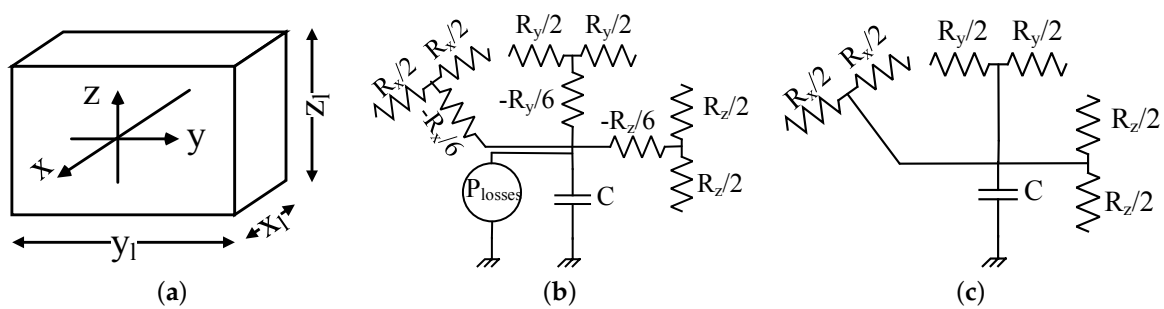 z
y
x
z_l
x_l
y_l
(a)
R_x/2
R_x/2
R_y/2
R_y/2
-R_x/6
-R_y/6
-R_z/6
R_z/2
R_z/2
P_losses
C
(b)
R_x/2
R_x/2
R_y/2
R_y/2
R_z/2
R_z/2
C
(c)